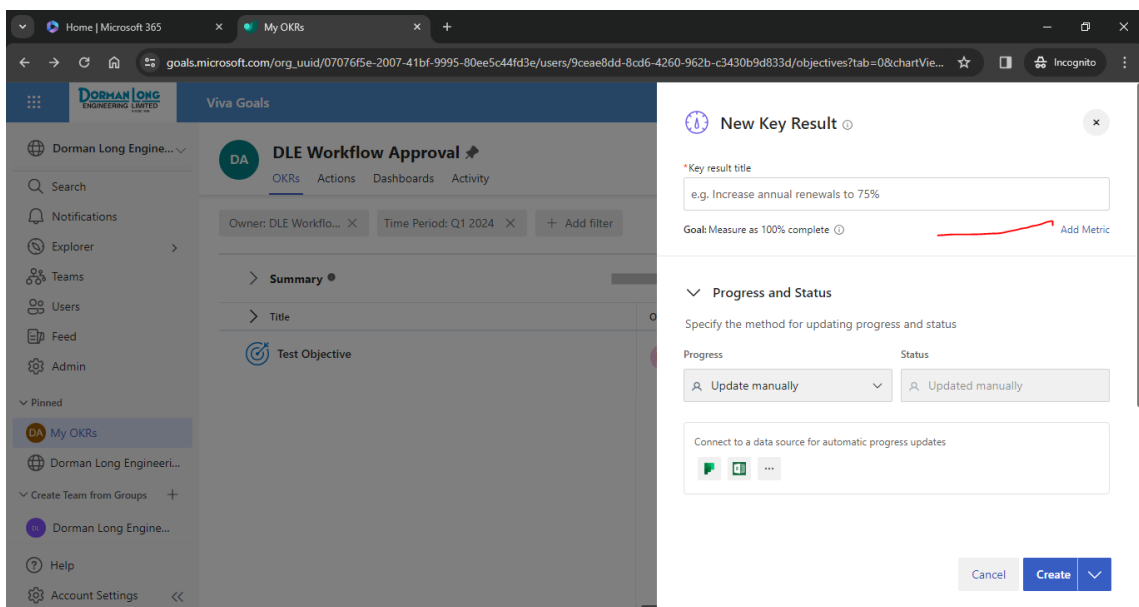 Home | Microsoft 365
My OKRs
goals.microsoft.com/org_uuid/07076f5e-2007-41bf-9995-80ee5c44fd3e/users/9ceae8dd-8cd6-4260-962b-c3430b9d833d/objectives?tab=0&chartVie...
Incognito
DORMAN LONG
ENGINEERING LIMITED
Viva Goals
Dorman Long Engine...
Search
Notifications
Explorer
Teams
Users
Feed
Admin
Pinned
DA My OKRs
Dorman Long Engineeri...
Create Team from Groups
DL Dorman Long Engine...
Help
Account Settings
DA
DLE Workflow Approval
OKRs Actions Dashboards Activity
Owner: DLE Workflo... Time Period: Q1 2024 + Add filter
Summary
Title O
Test Objective
New Key Result
*Key result title
e.g. Increase annual renewals to 75%
Goal: Measure as 100% complete Add Metric
Progress and Status
Specify the method for updating progress and status
Progress Status
Update manually Updated manually
Connect to a data source for automatic progress updates
...
Cancel Create